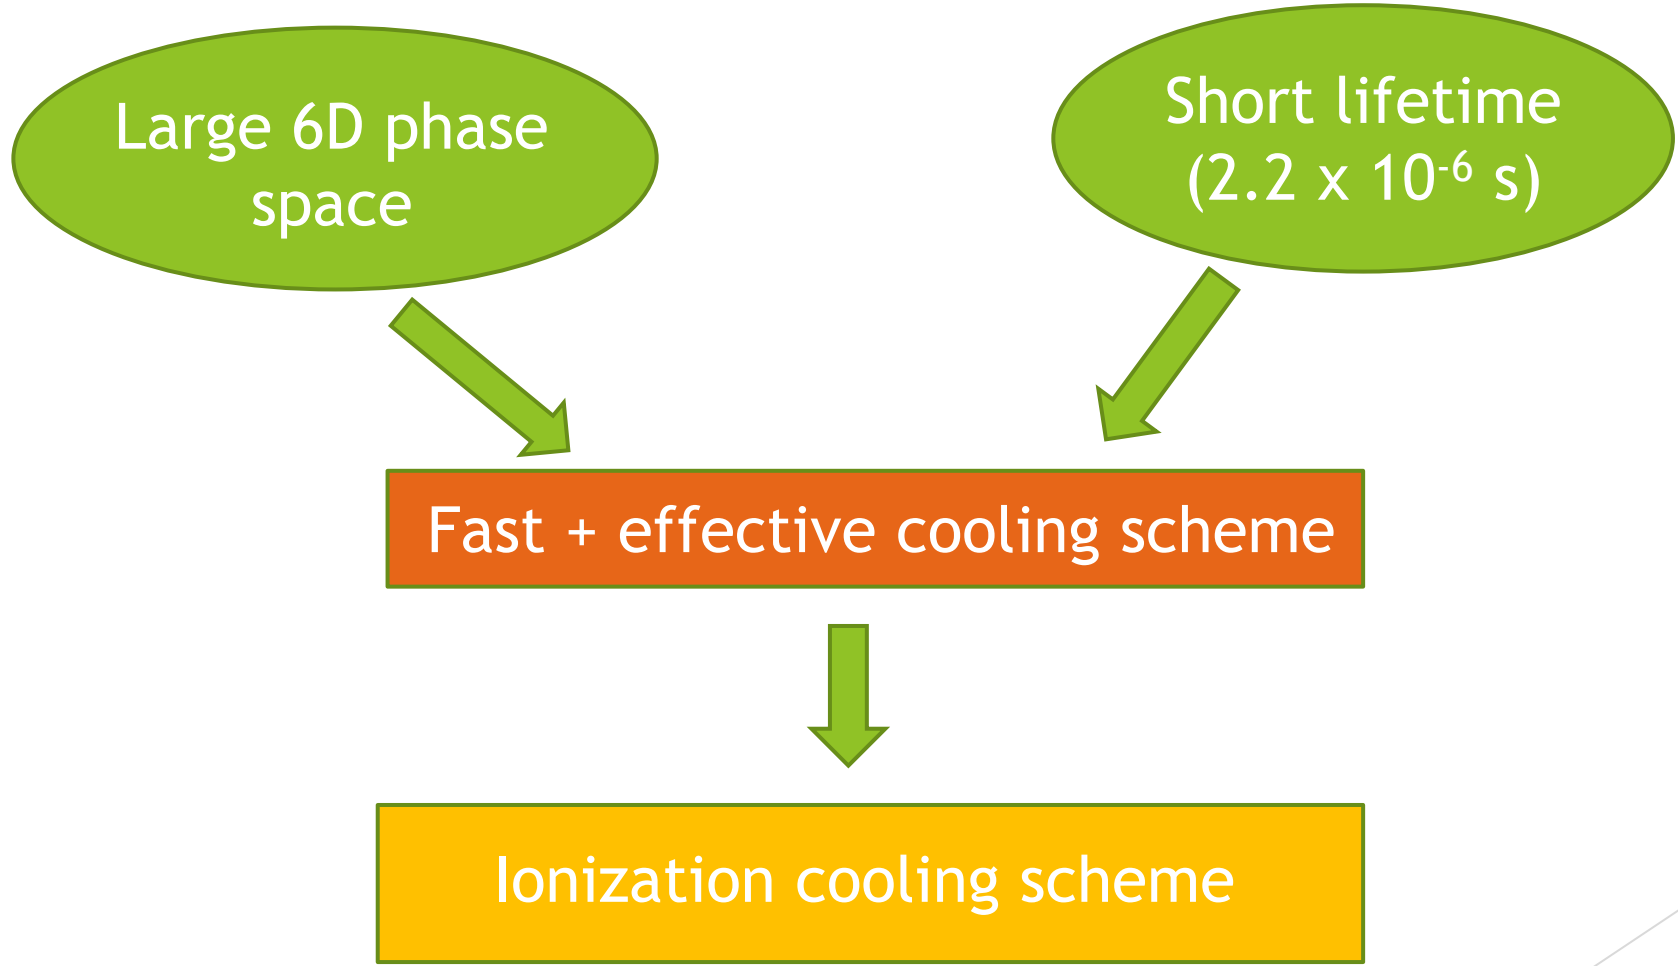 Large 6D phase
space
Short lifetime
(2.2 x 10⁻⁶ s)
Fast + effective cooling scheme
Ionization cooling scheme